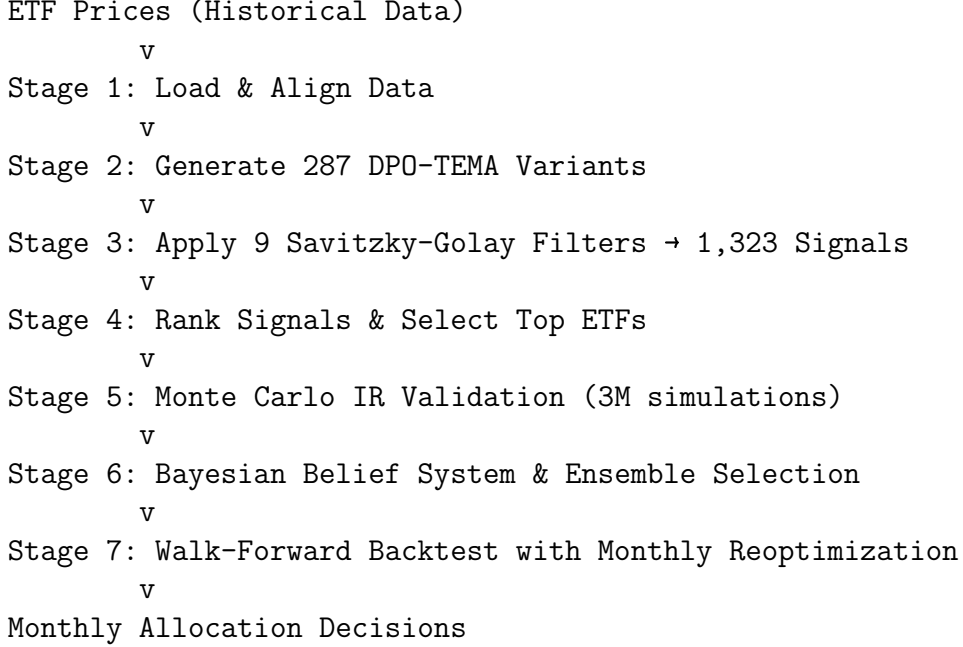 ETF Prices (Historical Data)
v
Stage 1: Load & Align Data
v
Stage 2: Generate 287 DPO-TEMA Variants
v
Stage 3: Apply 9 Savitzky-Golay Filters → 1,323 Signals
v
Stage 4: Rank Signals & Select Top ETFs
v
Stage 5: Monte Carlo IR Validation (3M simulations)
v
Stage 6: Bayesian Belief System & Ensemble Selection
v
Stage 7: Walk-Forward Backtest with Monthly Reoptimization
v
Monthly Allocation Decisions